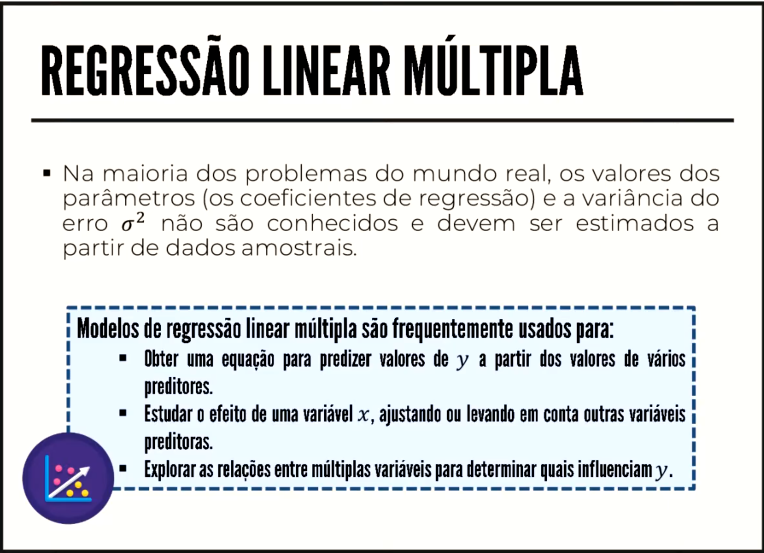 REGRESSÃO LINEAR MÚLTIPLA
▪ Na maioria dos problemas do mundo real, os valores dos
parâmetros (os coeficientes de regressão) e a variância do
erro σ² não são conhecidos e devem ser estimados a
partir de dados amostrais.
Modelos de regressão linear múltipla são frequentemente usados para:
▪ Obter uma equação para predizer valores de y a partir dos valores de vários
preditores.
▪ Estudar o efeito de uma variável x, ajustando ou levando em conta outras variáveis
preditoras.
▪ Explorar as relações entre múltiplas variáveis para determinar quais influenciam y.